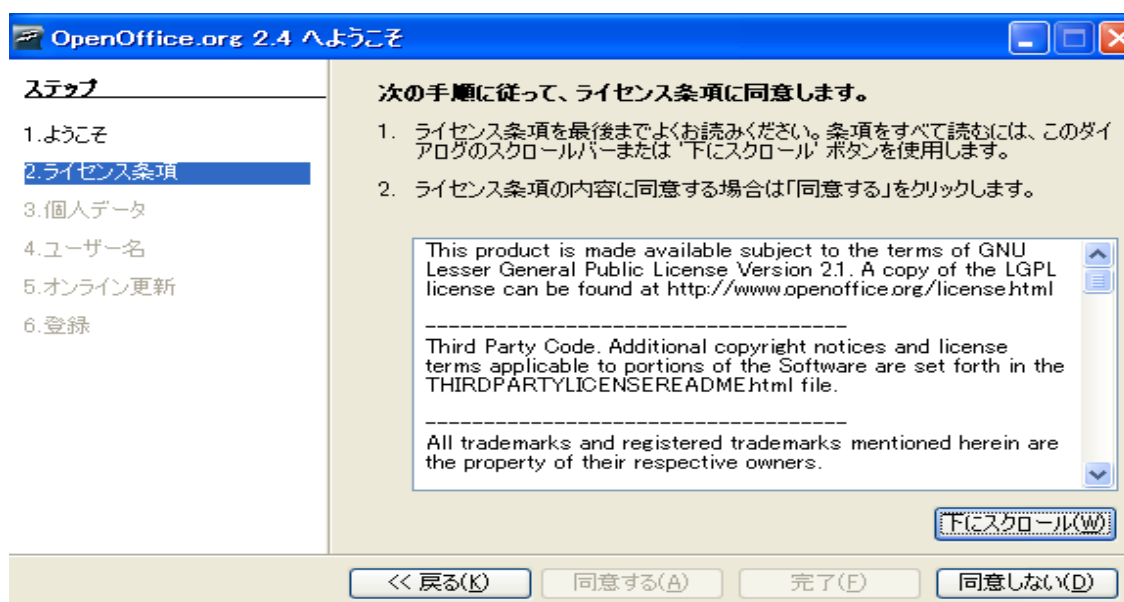 OpenOffice.org 2.4 へようこそ
ステップ
1.ようこそ
2.ライセンス条項
3.個人データ
4.ユーザー名
5.オンライン更新
6.登録
次の手順に従って、ライセンス条項に同意します。
1. ライセンス条項を最後までよくお読みください。条項をすべて読むには、このダイ
アログのスクロールバーまたは '下にスクロール' ボタンを使用します。
2. ライセンス条項の内容に同意する場合は「同意する」をクリックします。
This product is made available subject to the terms of GNU
Lesser General Public License Version 2.1. A copy of the LGPL
license can be found at http://www.openoffice.org/license.html
------------------------------------
Third Party Code. Additional copyright notices and license
terms applicable to portions of the Software are set forth in the
THIRDPARTYLICENSEREADME.html file.
------------------------------------
All trademarks and registered trademarks mentioned herein are
the property of their respective owners.
下にスクロール(W)
<< 戻る(K)
同意する(A)
完了(F)
同意しない(D)